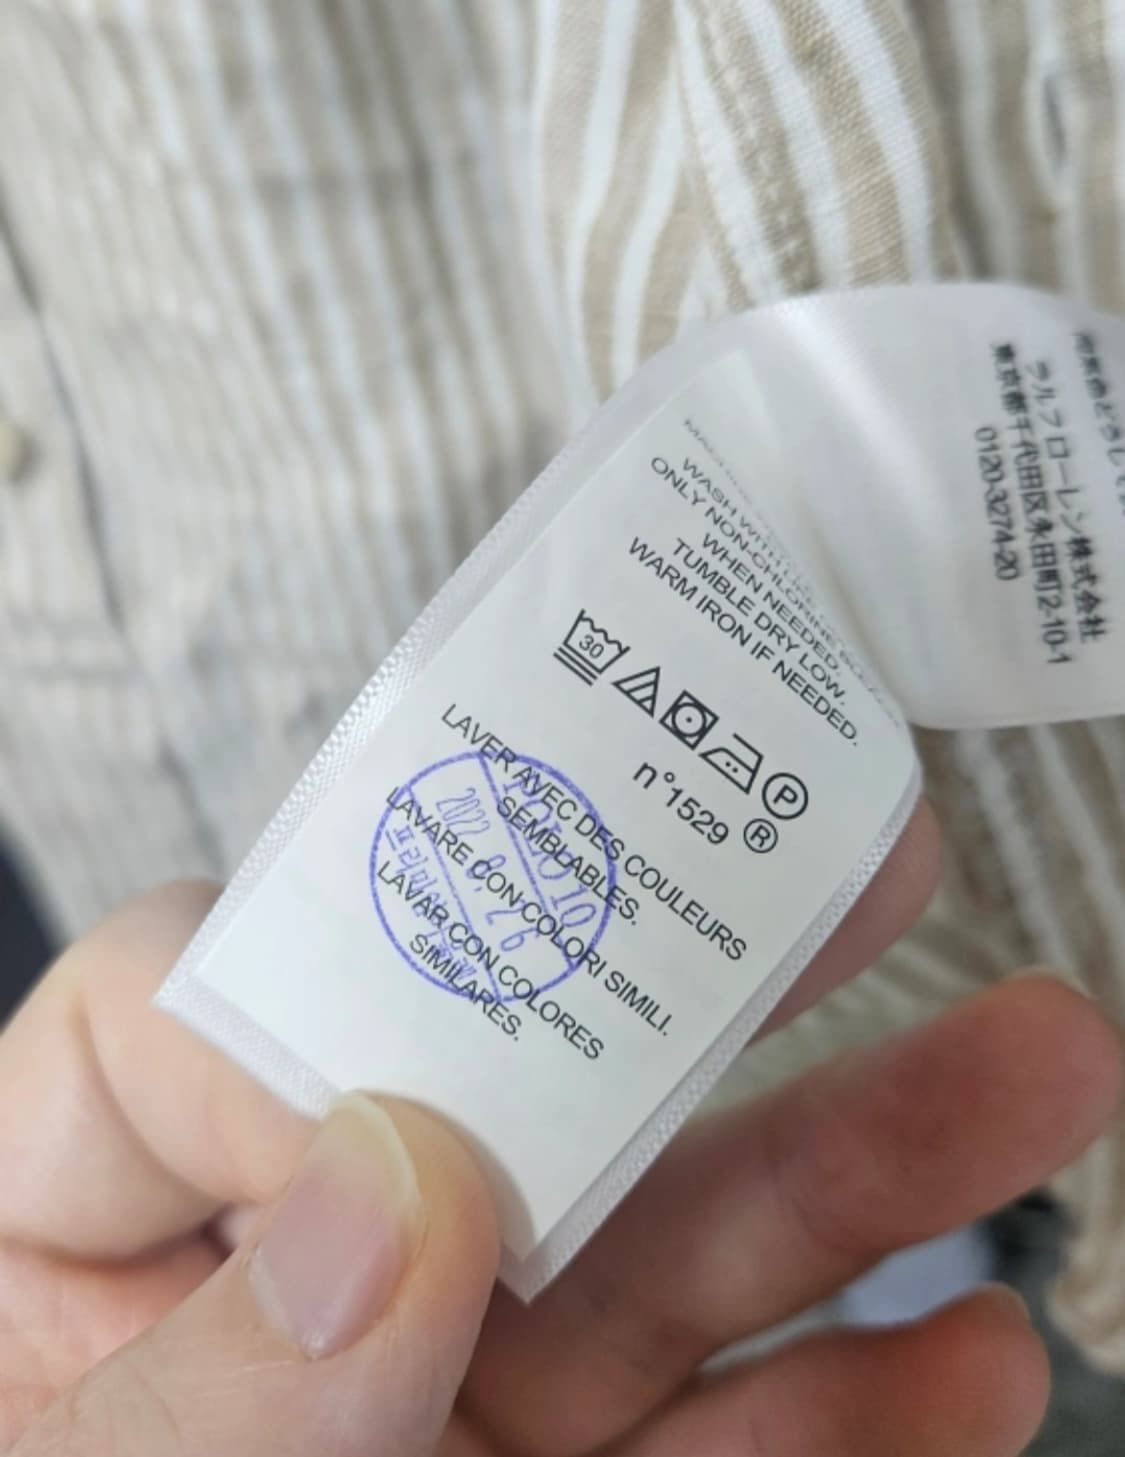 WASH WITH
ONLY NON-CHLORINE
WHEN NEEDED.
TUMBLE DRY LOW.
WARM IRON IF NEEDED.
30
P
n°1529 ®
LAVER AVEC DES COULEURS
SEMBLABLES.
LAVARE CON COLORI SIMILI.
LAVAR CON COLORES
SIMILARES.
2022 8. 26
ラルフ ローレン株式会社
東京都千代田区永田町2-10-1
0120-3274-20